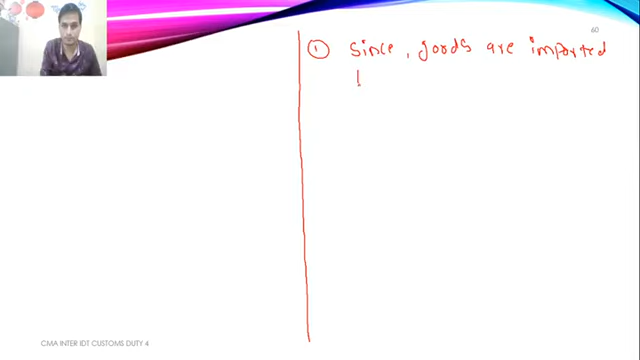 60
① Since, goods are imported
CMA INTER IDT CUSTOMS DUTY 4